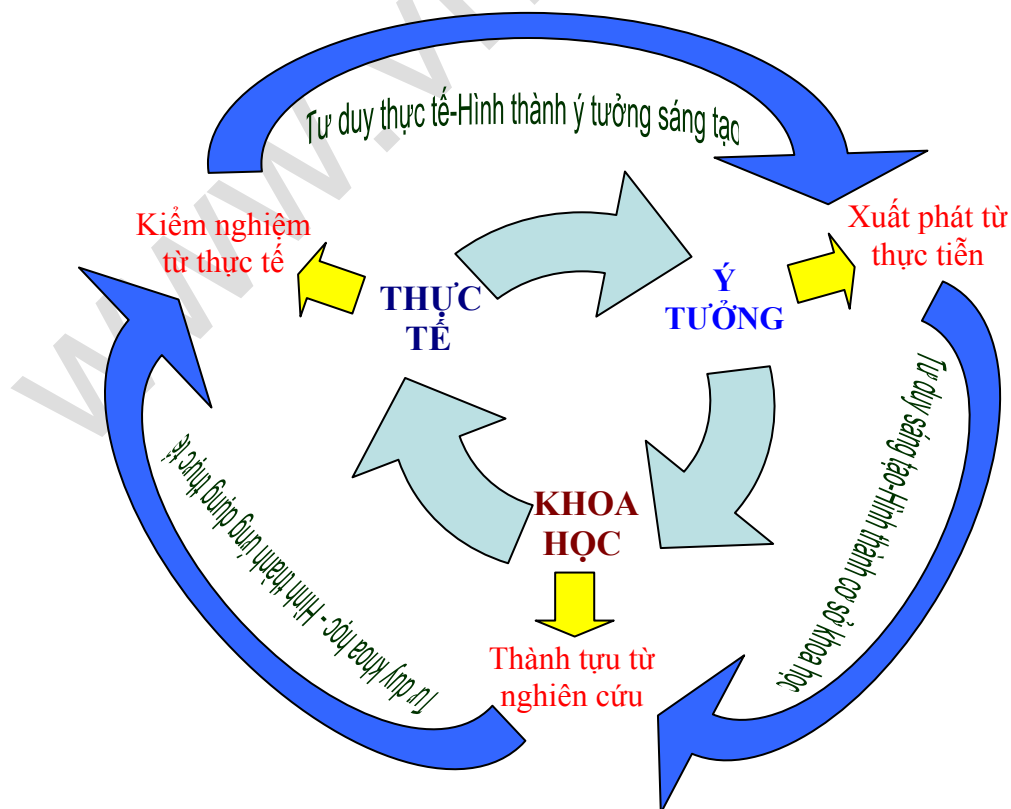 www.v
Tư duy thực tế-Hình thành ý tưởng sáng tạo
Kiểm nghiệm
từ thực tế
Xuất phát từ
thực tiễn
THỰC
TẾ
Ý
TƯỞNG
Tư duy sáng tạo-Hình thành cơ sở khoa học
KHOA
HỌC
Tư duy khoa học - Hình thành ứng dụng thực tế
Thành tựu từ
nghiên cứu